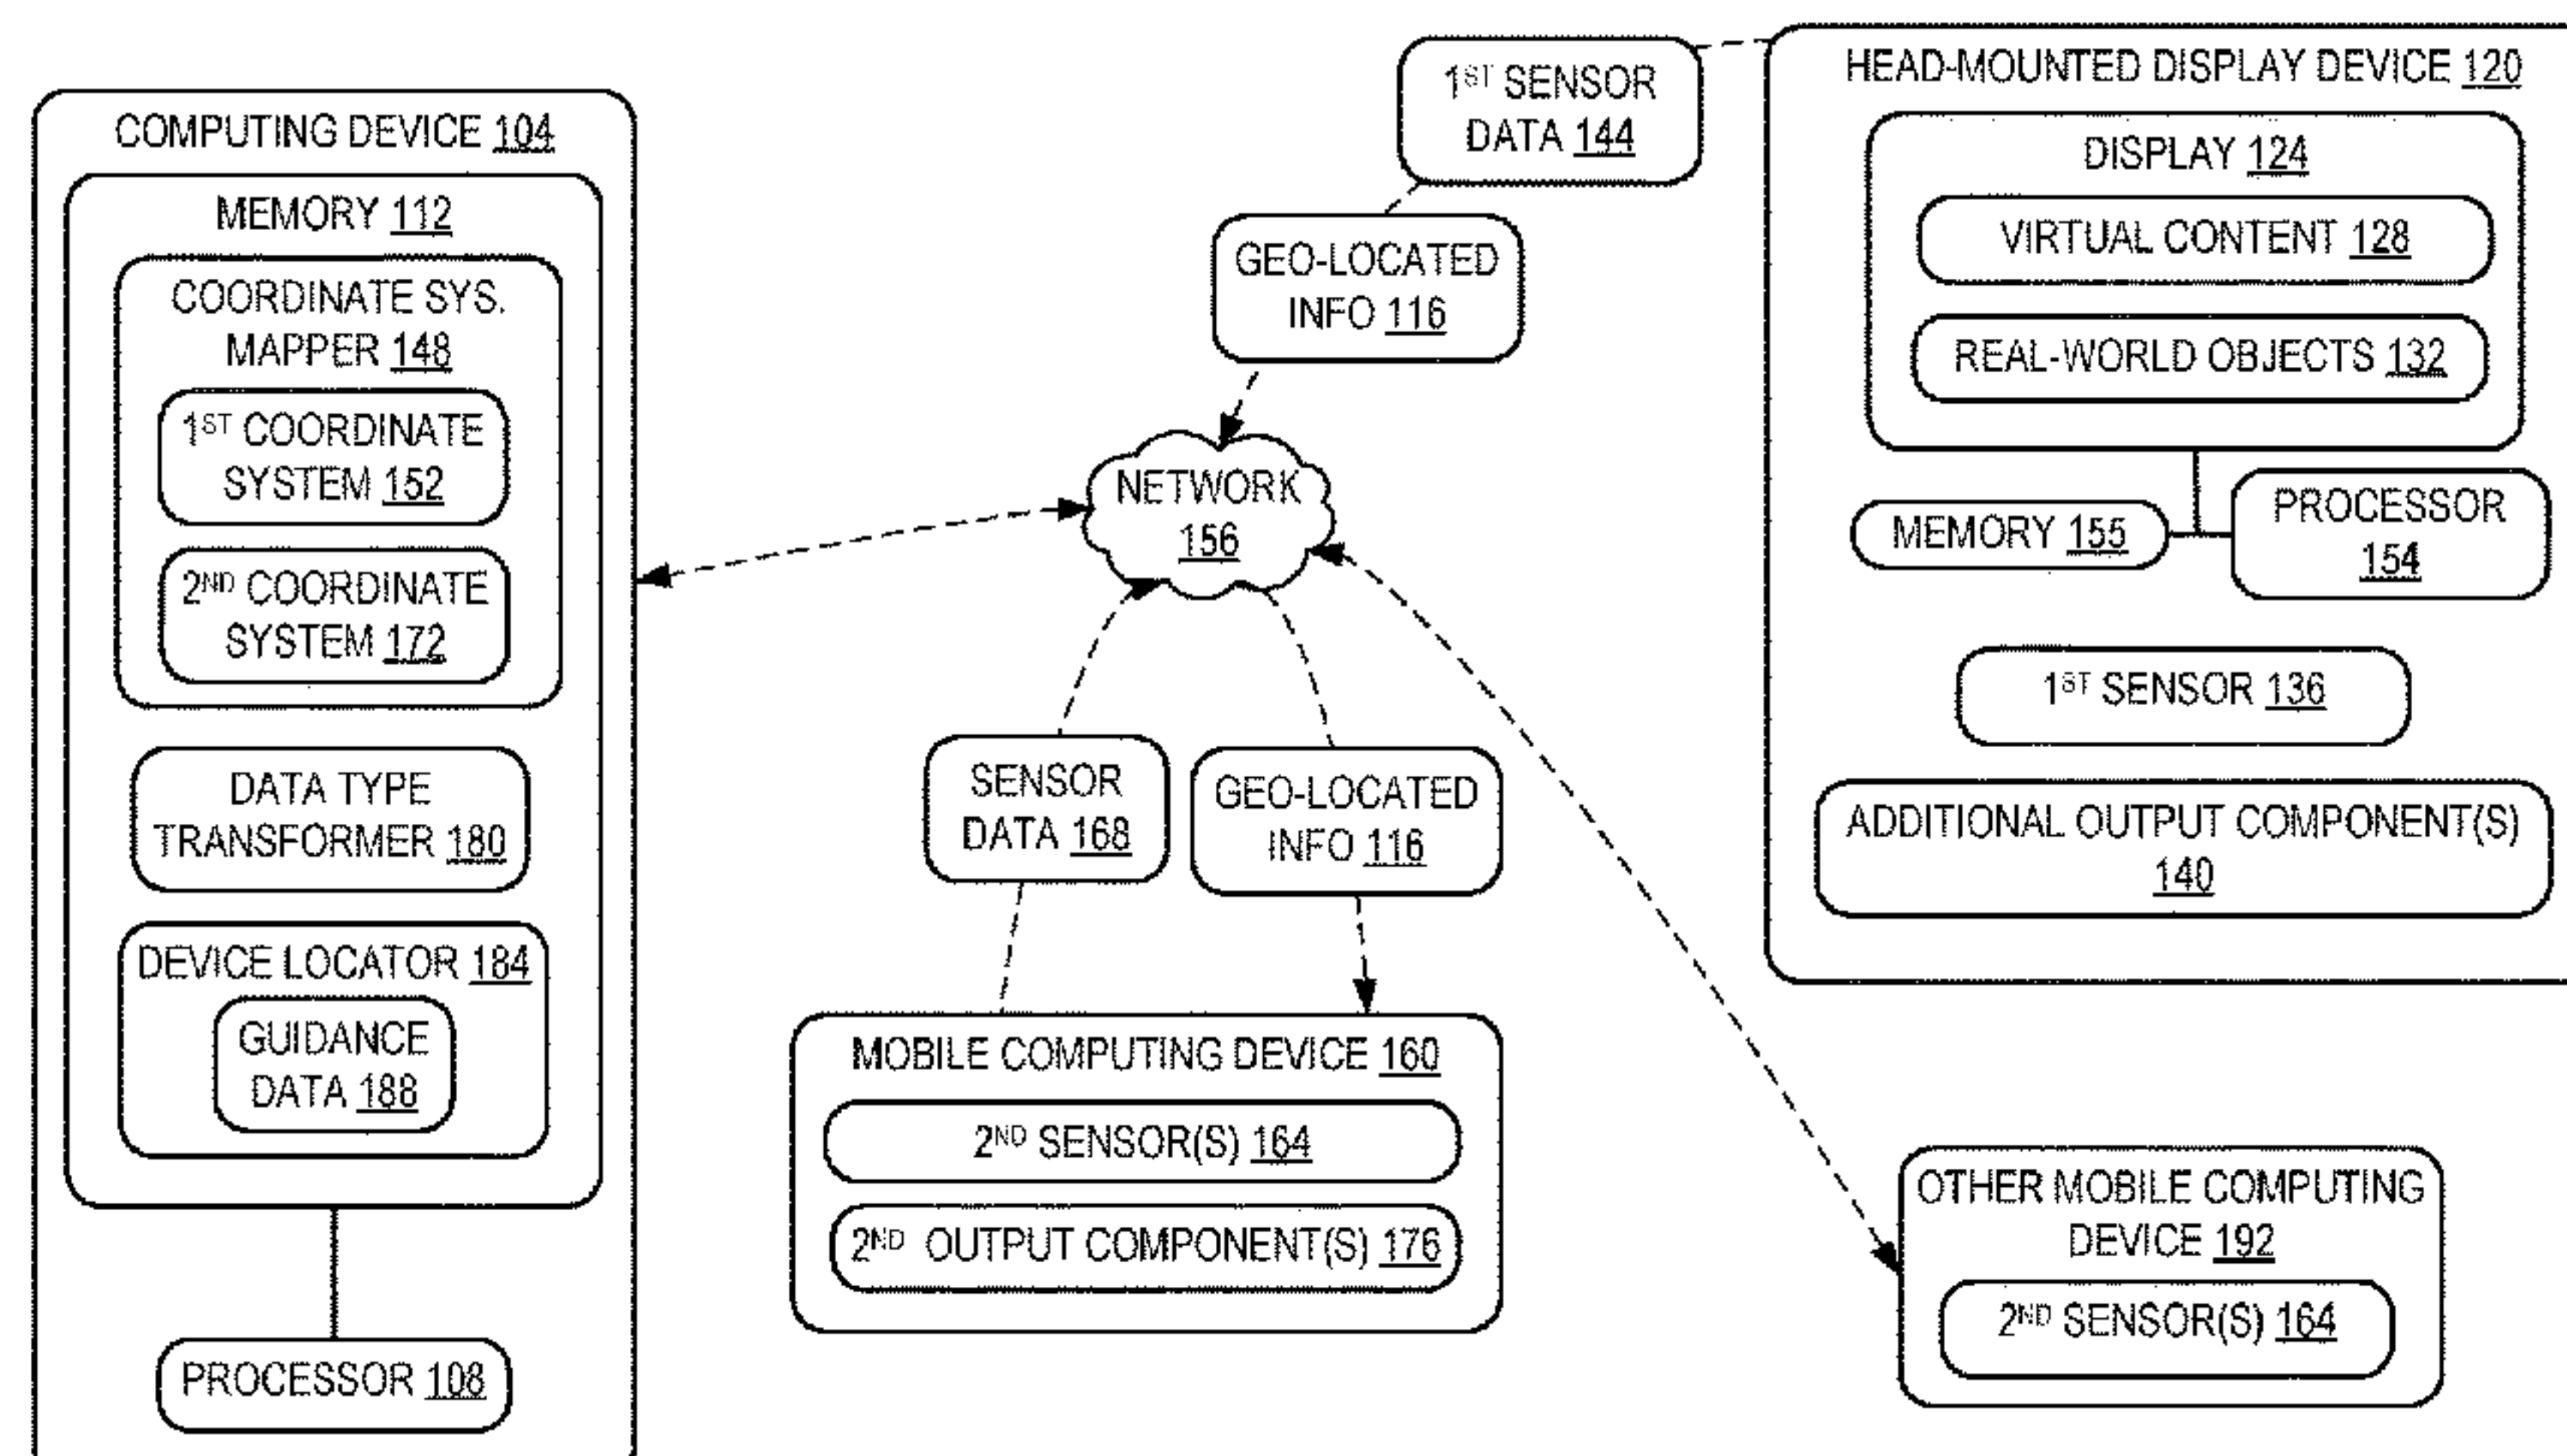 COMPUTING DEVICE 104
MEMORY 112
COORDINATE SYS.
MAPPER 148
1ST COORDINATE
SYSTEM 152
2ND COORDINATE
SYSTEM 172
DATA TYPE
TRANSFORMER 180
DEVICE LOCATOR 184
GUIDANCE
DATA 188
PROCESSOR 108
1ST SENSOR
DATA 144
GEO-LOCATED
INFO 116
NETWORK
156
SENSOR
DATA 168
GEO-LOCATED
INFO 116
MOBILE COMPUTING DEVICE 160
2ND SENSOR(S) 164
2ND OUTPUT COMPONENT(S) 176
HEAD-MOUNTED DISPLAY DEVICE 120
DISPLAY 124
VIRTUAL CONTENT 128
REAL-WORLD OBJECTS 132
MEMORY 155
PROCESSOR
154
1ST SENSOR 136
ADDITIONAL OUTPUT COMPONENT(S)
140
OTHER MOBILE COMPUTING
DEVICE 192
2ND SENSOR(S) 164